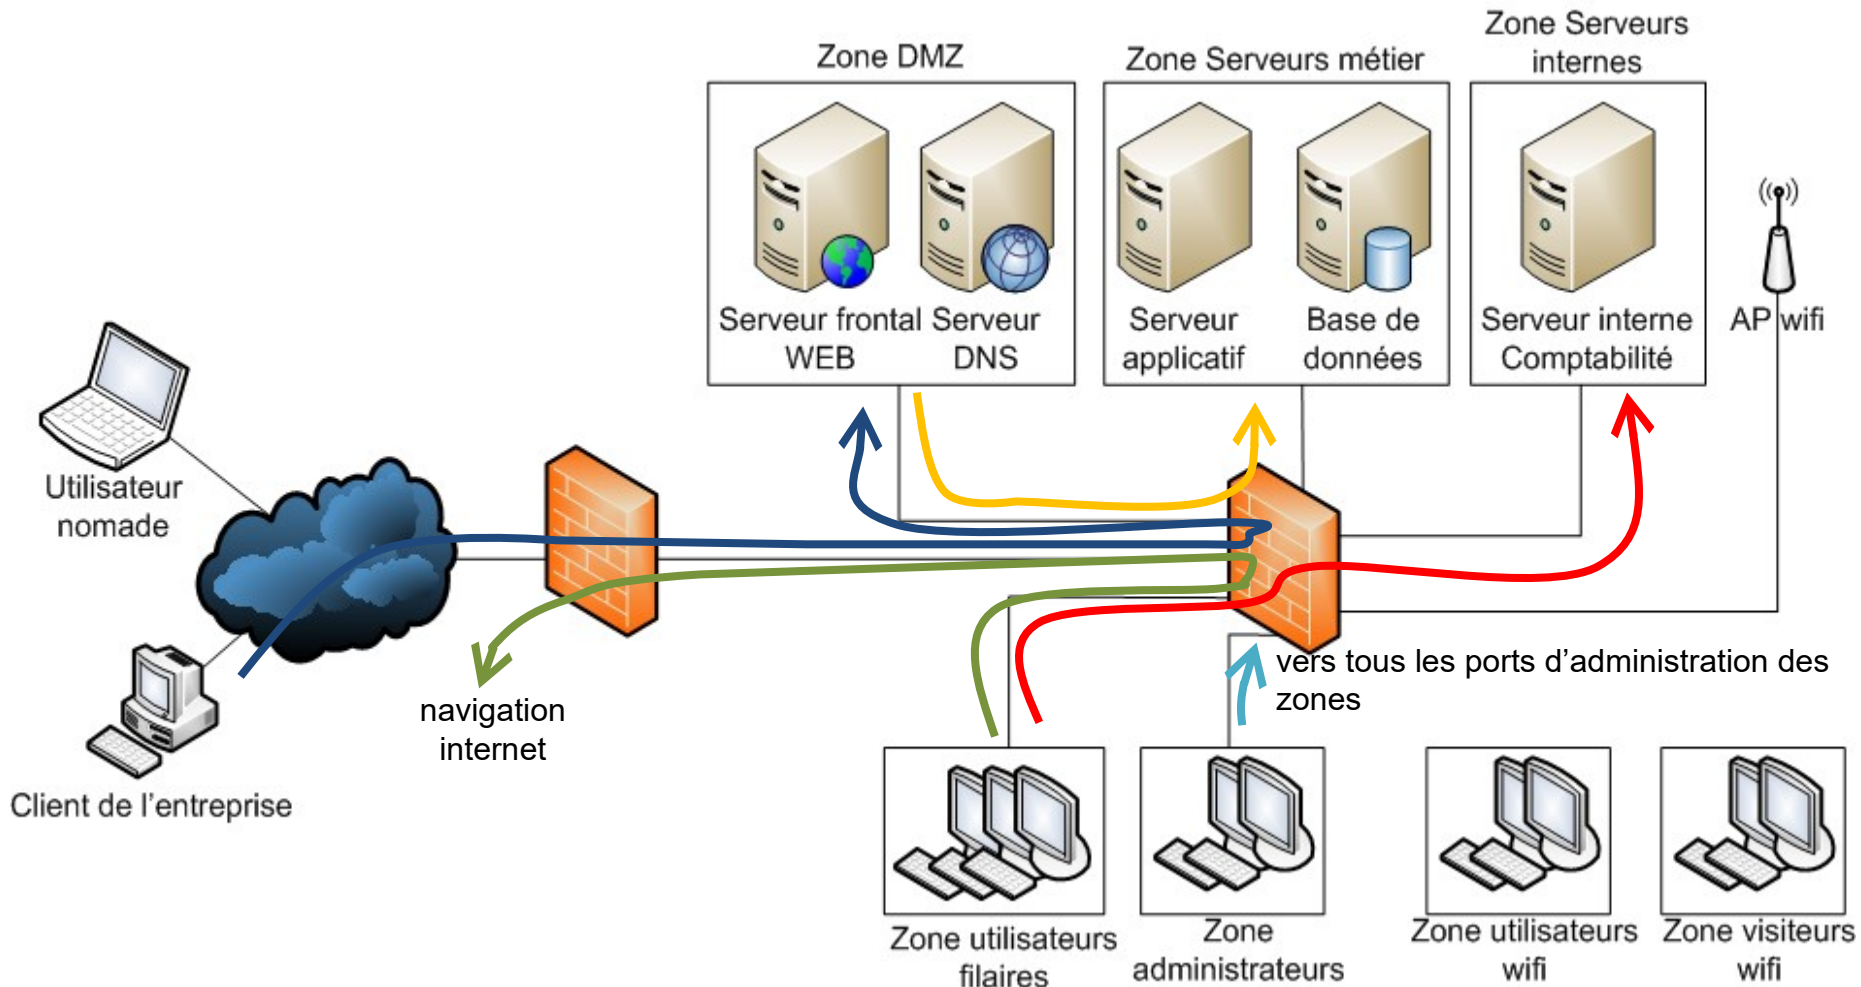 Zone DMZ
Zone Serveurs métier
Zone Serveurs
internes
Serveur frontal
WEB
Serveur
DNS
Serveur
applicatif
Base de
données
Serveur interne
Comptabilité
AP wifi
Utilisateur
nomade
Client de l'entreprise
navigation
internet
vers tous les ports d'administration des
zones
Zone utilisateurs
filaires
Zone
administrateurs
Zone utilisateurs
wifi
Zone visiteurs
wifi